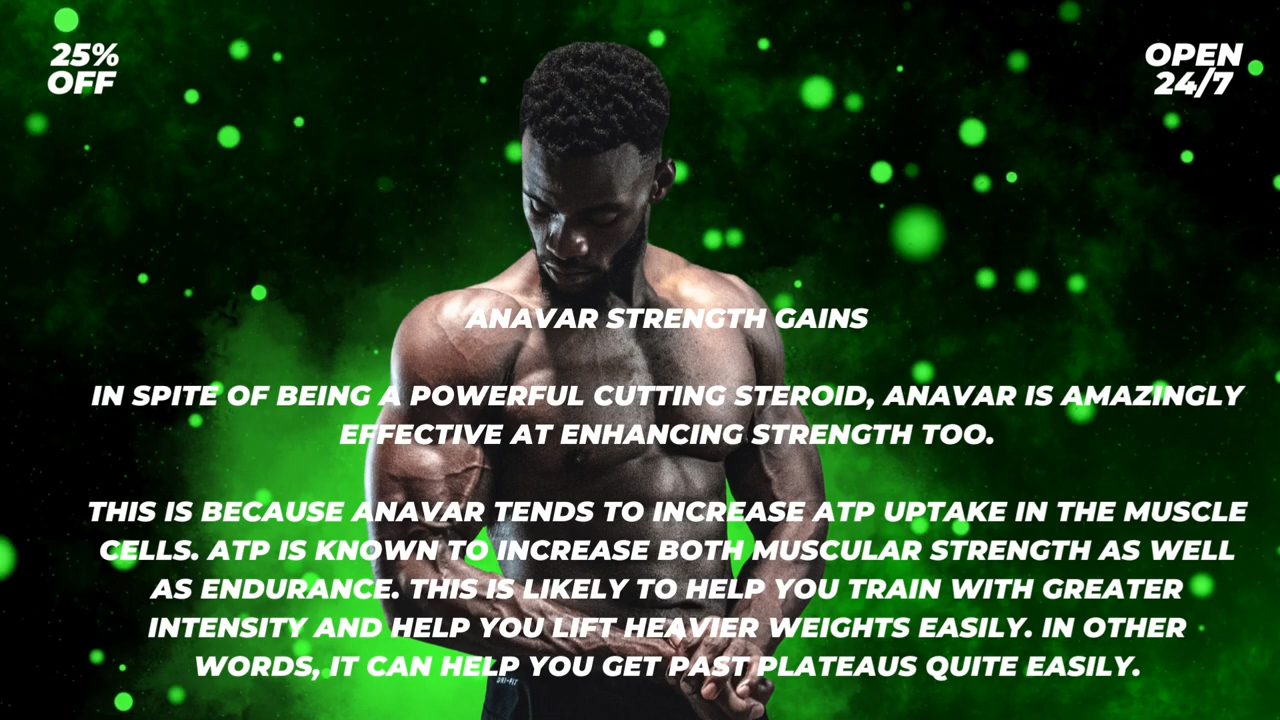 25%
OFF
OPEN
24/7
ANAVAR STRENGTH GAINS
IN SPITE OF BEING A POWERFUL CUTTING STEROID, ANAVAR IS AMAZINGLY
EFFECTIVE AT ENHANCING STRENGTH TOO.
THIS IS BECAUSE ANAVAR TENDS TO INCREASE ATP UPTAKE IN THE MUSCLE
CELLS. ATP IS KNOWN TO INCREASE BOTH MUSCULAR STRENGTH AS WELL
AS ENDURANCE. THIS IS LIKELY TO HELP YOU TRAIN WITH GREATER
INTENSITY AND HELP YOU LIFT HEAVIER WEIGHTS EASILY. IN OTHER
WORDS, IT CAN HELP YOU GET PAST PLATEAUS QUITE EASILY.
DRI-FIT